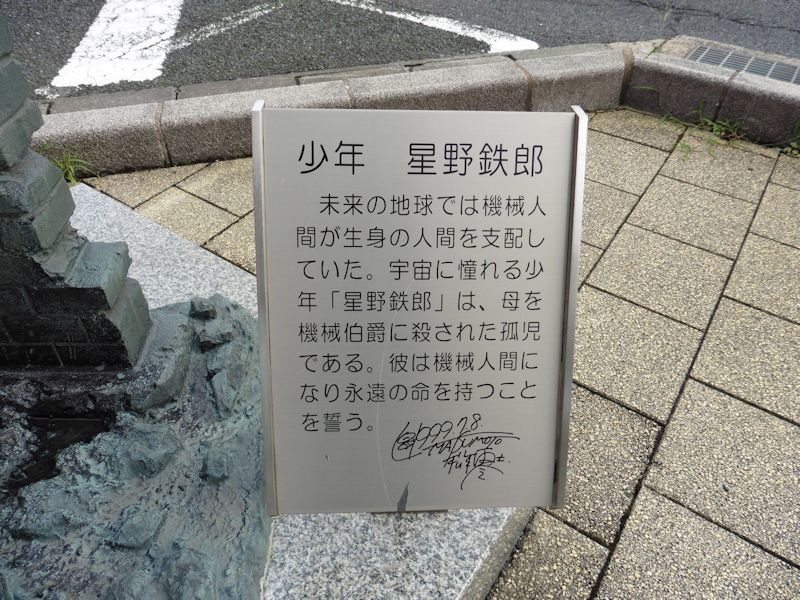 少年　星野鉄郎
　未来の地球では機械人
間が生身の人間を支配し
ていた。宇宙に憧れる少
年「星野鉄郎」は、母を
機械伯爵に殺された孤児
である。彼は機械人間に
なり永遠の命を持つこと
を誓う。
1999.7.8.
MATSUMOTO